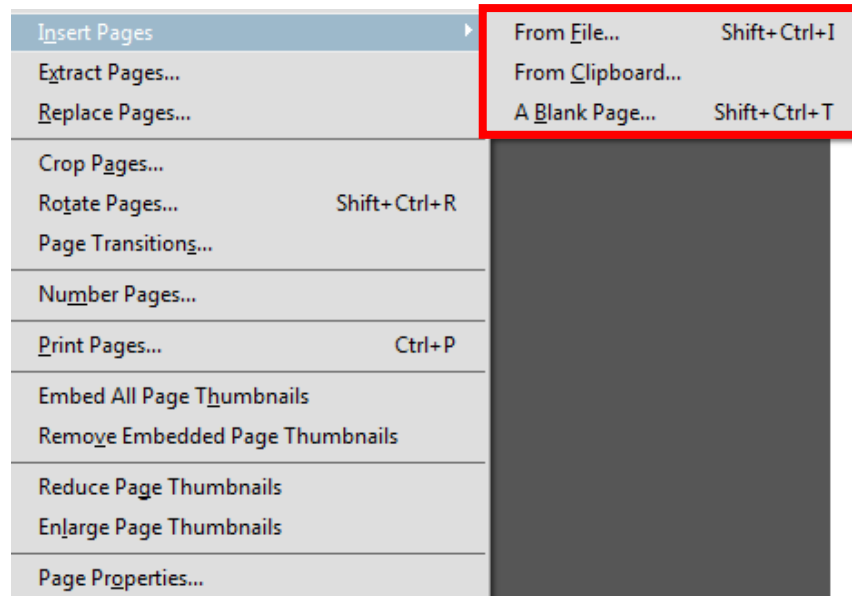 Insert Pages
From File... Shift+Ctrl+I
Extract Pages...
From Clipboard...
Replace Pages...
A Blank Page... Shift+Ctrl+T
Crop Pages...
Rotate Pages... Shift+Ctrl+R
Page Transitions...
Number Pages...
Print Pages... Ctrl+P
Embed All Page Thumbnails
Remove Embedded Page Thumbnails
Reduce Page Thumbnails
Enlarge Page Thumbnails
Page Properties...